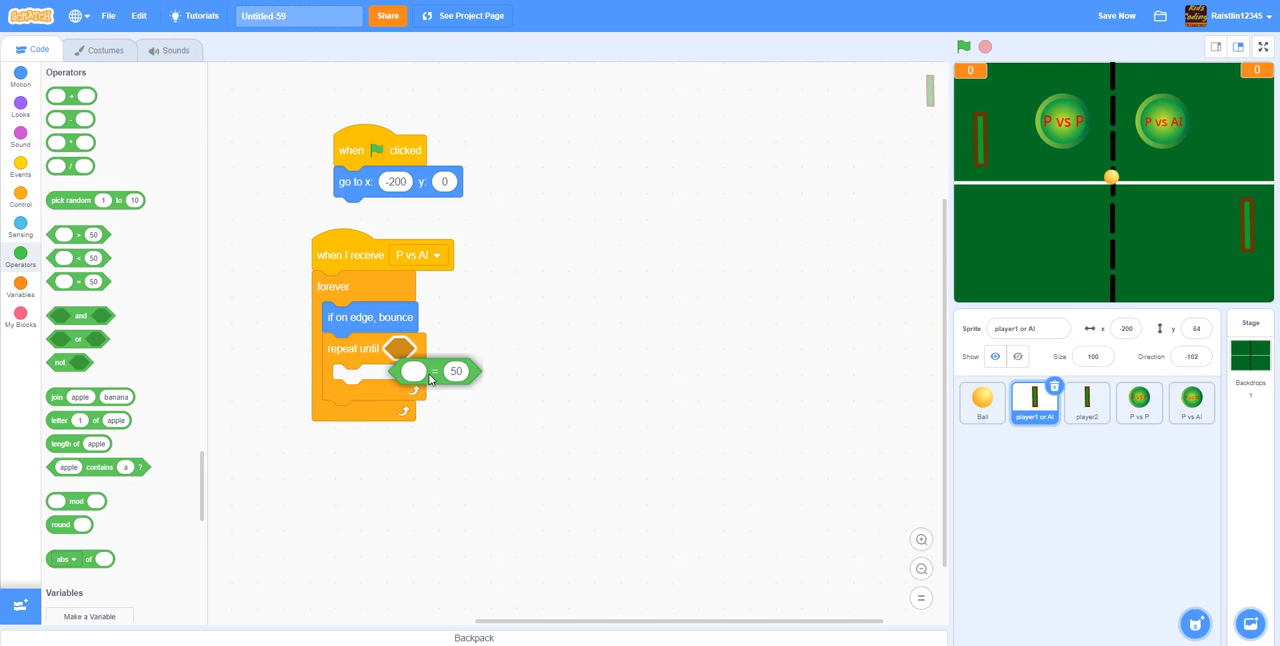 SCRATCH File Edit Tutorials Untitled-59 Share See Project Page Save Now Raistlin12345
Code Costumes Sounds
Motion
Looks
Sound
Events
Control
Sensing
Operators
Variables
My Blocks
Operators
+
-
*
/
pick random 1 to 10
> 50
< 50
= 50
and
or
not
join apple banana
letter 1 of apple
length of apple
apple contains a ?
mod
round
abs of
Variables
Make a Variable
when clicked
go to x: -200 y: 0
when I receive P vs AI
forever
if on edge, bounce
repeat until
= 50
Backpack
0 0
P vs P P vs AI
Sprite player1 or AI x -200 y 64
Show Size 100 Direction -102
Ball player1 or AI player2 P vs P P vs AI
Stage
Backdrops
1